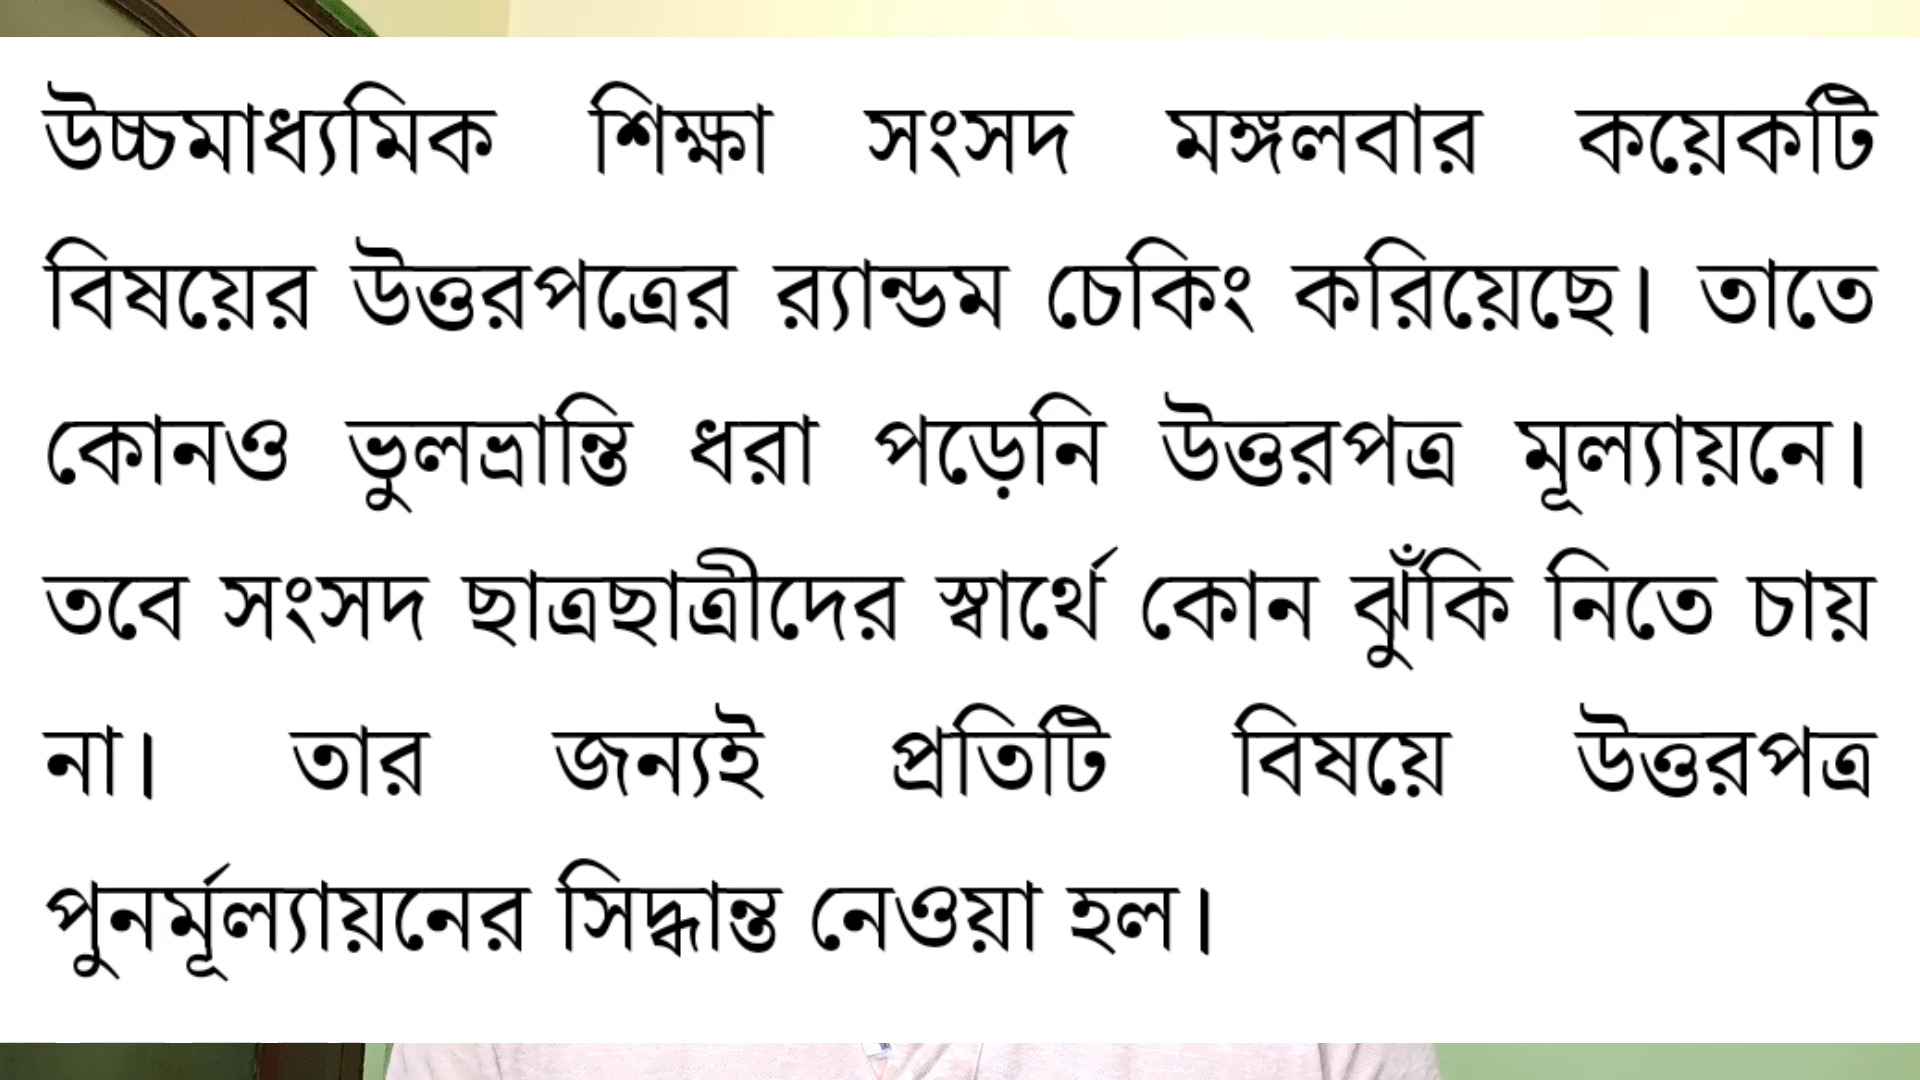 উচ্চমাধ্যমিক শিক্ষা সংসদ মঙ্গলবার কয়েকটি
বিষয়ের উত্তরপত্রের র‍্যান্ডম চেকিং করিয়েছে। তাতে
কোনও ভুলভ্রান্তি ধরা পড়েনি উত্তরপত্র মূল্যায়নে।
তবে সংসদ ছাত্রছাত্রীদের স্বার্থে কোন ঝুঁকি নিতে চায়
না। তার জন্যই প্রতিটি বিষয়ে উত্তরপত্র
পুনর্মূল্যায়নের সিদ্ধান্ত নেওয়া হল।